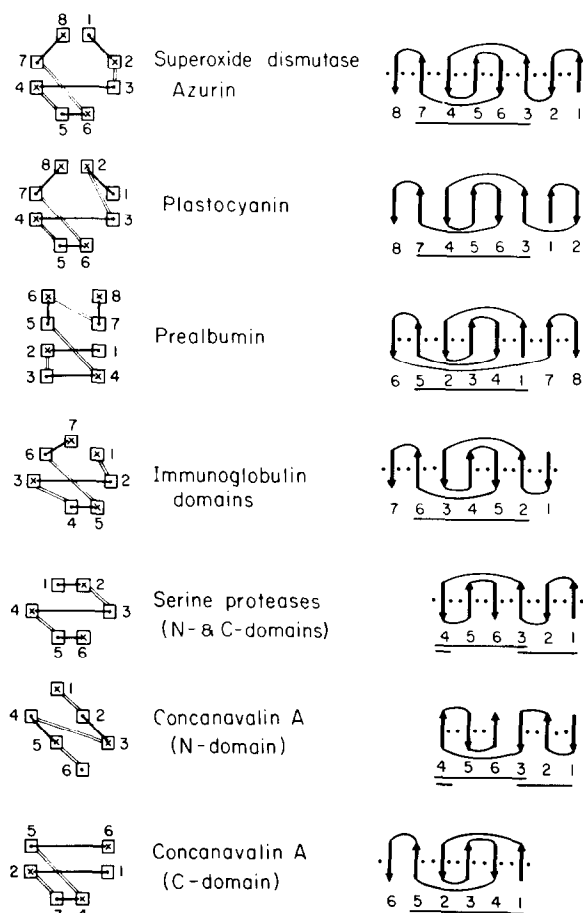 8 1
7 2
4 3
5 6
Superoxide dismutase
Azurin
8 7 4 5 6 3 2 1
8 2
7 1
4 3
5 6
Plastocyanin
8 7 4 5 6 3 1 2
6 8
5 7
2 1
3 4
Prealbumin
6 5 2 3 4 1 7 8
7
6 1
3 2
4 5
Immunoglobulin
domains
7 6 3 4 5 2 1
1 2
4 3
5 6
Serine proteases
(N- & C-domains)
4 5 6 3 2 1
1
4 2
5 3
6
Concanavalin A
(N-domain)
4 5 6 3 2 1
5 6
2 1
4
Concanavalin A
(C-domain)
6 5 2 3 4 1